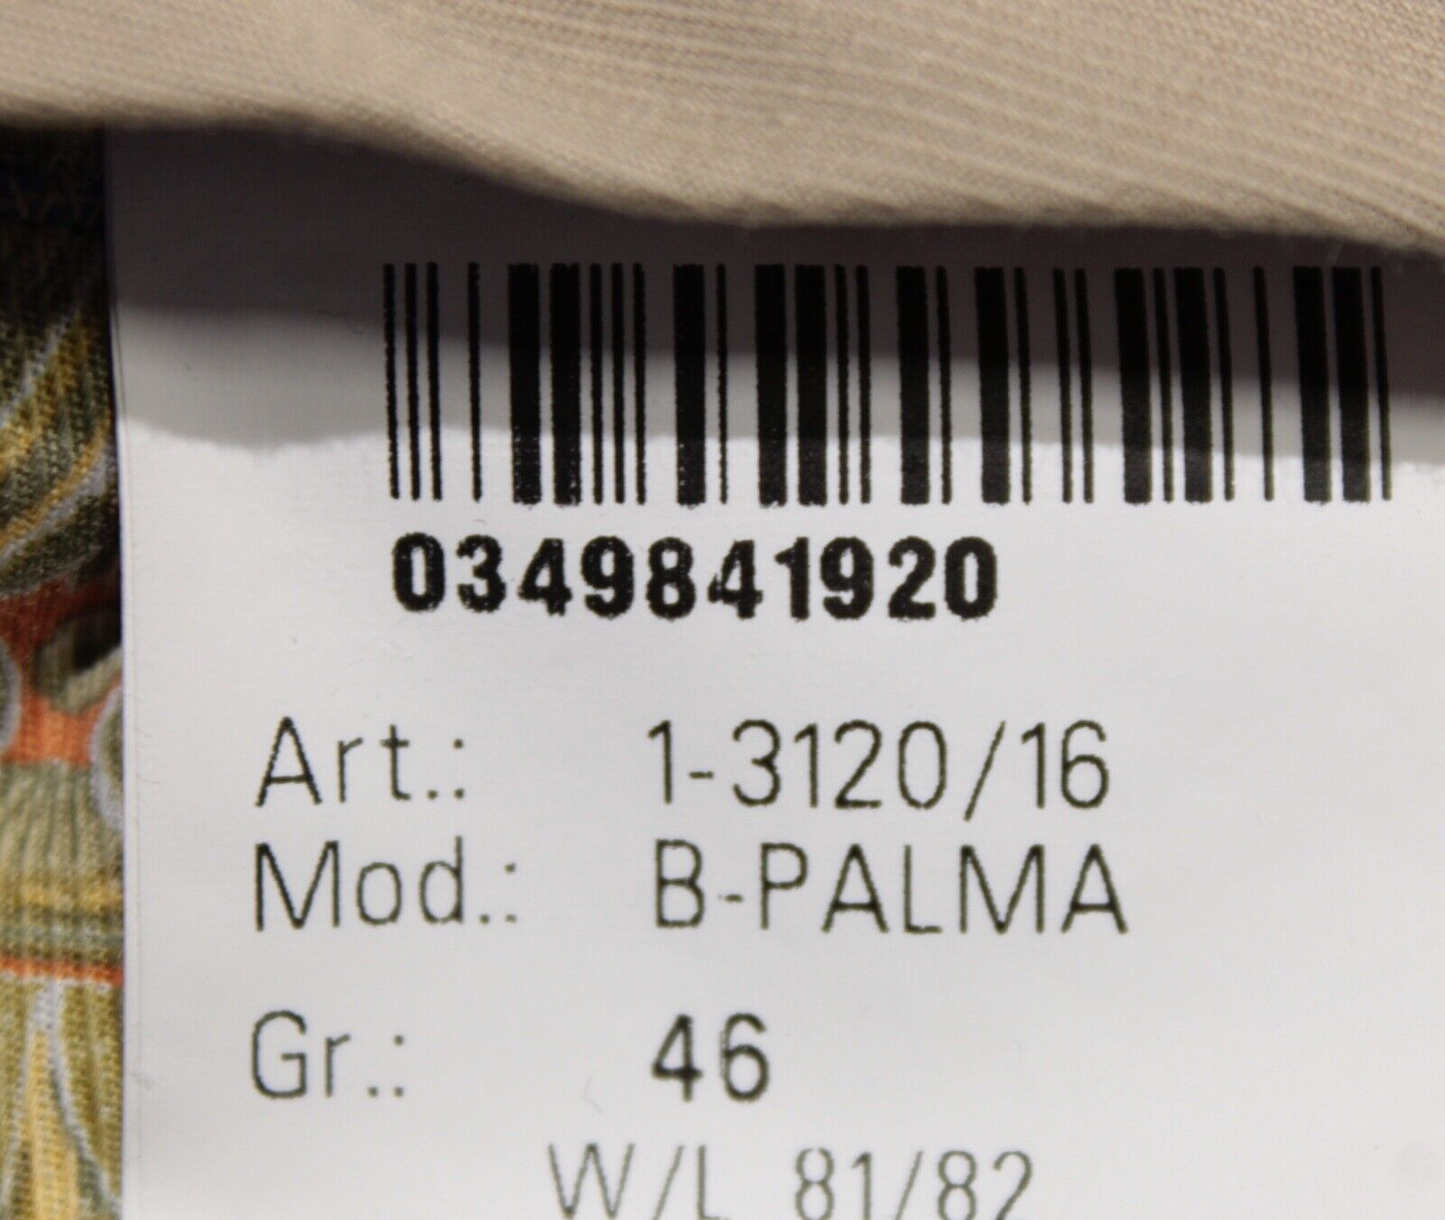 0349841920
Art.: 1-3120/16
Mod.: B-PALMA
Gr.: 46
W/L 81/82